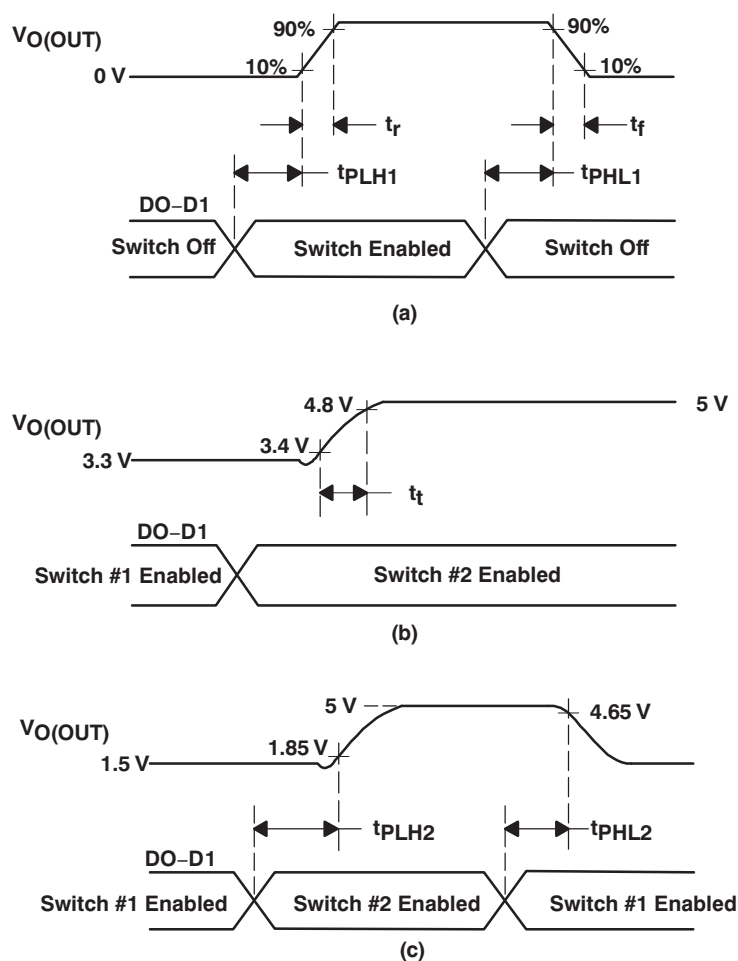 VO(OUT)
90%
90%
10%
10%
0 V
tr
tf
tPLH1
tPHL1
DO–D1
Switch Off
Switch Enabled
Switch Off
(a)
4.8 V
5 V
VO(OUT)
3.4 V
3.3 V
tt
DO–D1
Switch #1 Enabled
Switch #2 Enabled
(b)
5 V
4.65 V
VO(OUT)
1.85 V
1.5 V
tPLH2
tPHL2
DO–D1
Switch #1 Enabled
Switch #2 Enabled
Switch #1 Enabled
(c)